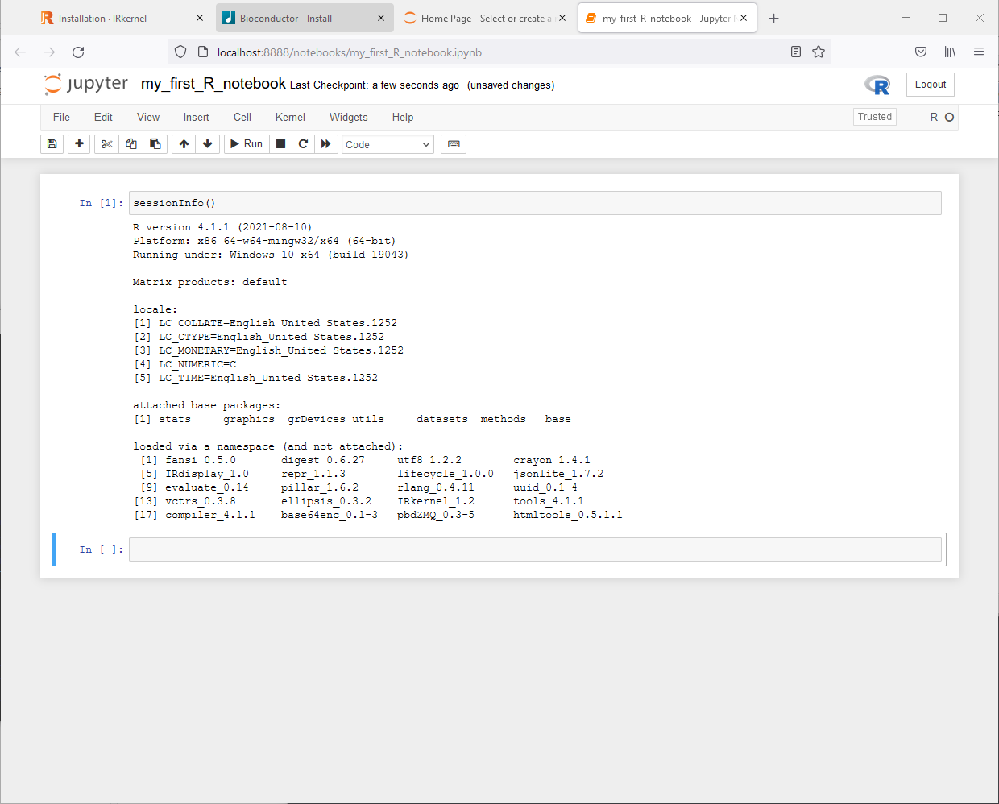 Installation · IRkernel
Bioconductor - Install
Home Page - Select or create a
my_first_R_notebook - Jupyter
localhost:8888/notebooks/my_first_R_notebook.ipynb
jupyter my_first_R_notebook Last Checkpoint: a few seconds ago (unsaved changes)
R
Logout
File Edit View Insert Cell Kernel Widgets Help
Trusted
R
Run
Code
In [1]: sessionInfo()
R version 4.1.1 (2021-08-10)
Platform: x86_64-w64-mingw32/x64 (64-bit)
Running under: Windows 10 x64 (build 19043)
Matrix products: default
locale:
[1] LC_COLLATE=English_United States.1252
[2] LC_CTYPE=English_United States.1252
[3] LC_MONETARY=English_United States.1252
[4] LC_NUMERIC=C
[5] LC_TIME=English_United States.1252
attached base packages:
[1] stats     graphics  grDevices utils     datasets  methods   base
loaded via a namespace (and not attached):
[1] fansi_0.5.0       digest_0.6.27     utf8_1.2.2        crayon_1.4.1
[5] IRdisplay_1.0     repr_1.1.3        lifecycle_1.0.0   jsonlite_1.7.2
[9] evaluate_0.14     pillar_1.6.2      rlang_0.4.11      uuid_0.1-4
[13] vctrs_0.3.8       ellipsis_0.3.2    IRkernel_1.2      tools_4.1.1
[17] compiler_4.1.1    base64enc_0.1-3   pbdZMQ_0.3-5      htmltools_0.5.1.1
In [ ]: